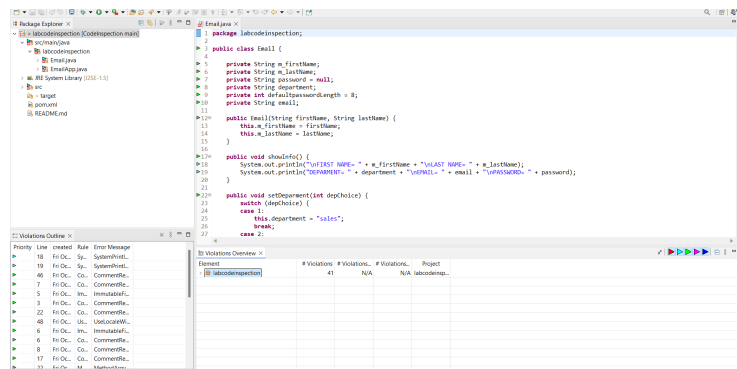 Package Explorer ×
labcodeinspection [CodeInspection main]
src/main/java
labcodeinspection
Email.java
EmailApp.java
JRE System Library [J2SE-1.5]
src
target
pom.xml
README.md
Email.java ×
1 package labcodeinspection;
2
3 public class Email {
4
5 private String m_firstName;
6 private String m_lastName;
7 private String password = null;
8 private String department;
9 private int defaultpasswordLength = 8;
10 private String email;
11
12 public Email(String firstName, String lastName) {
13 this.m_firstName = firstName;
14 this.m_lastName = lastName;
15 }
16
17 public void showInfo() {
18 System.out.println("\nFIRST NAME= " + m_firstName + "\nLAST NAME= " + m_lastName);
19 System.out.println("DEPARMENT= " + department + "\nEMAIL= " + email + "\nPASSWORD= " + password);
20 }
21
22 public void setDeparment(int depChoice) {
23 switch (depChoice) {
24 case 1:
25 this.department = "sales";
26 break;
27 case 2:
Violations Outline ×
Priority Line created Rule Error Message
18 Fri Oc... Sy... SystemPrintl...
19 Fri Oc... Sy... SystemPrintl...
46 Fri Oc... Co... CommentRe...
7 Fri Oc... Co... CommentRe...
5 Fri Oc... Im... ImmutableFi...
3 Fri Oc... Co... CommentRe...
22 Fri Oc... Co... CommentRe...
48 Fri Oc... Us... UseLocaleWi...
6 Fri Oc... Im... ImmutableFi...
6 Fri Oc... Co... CommentRe...
8 Fri Oc... Co... CommentRe...
17 Fri Oc... Co... CommentRe...
Violations Overview ×
Element # Violations # Violations... # Violations... Project
labcodeinspection 41 N/A N/A labcodeinsp...